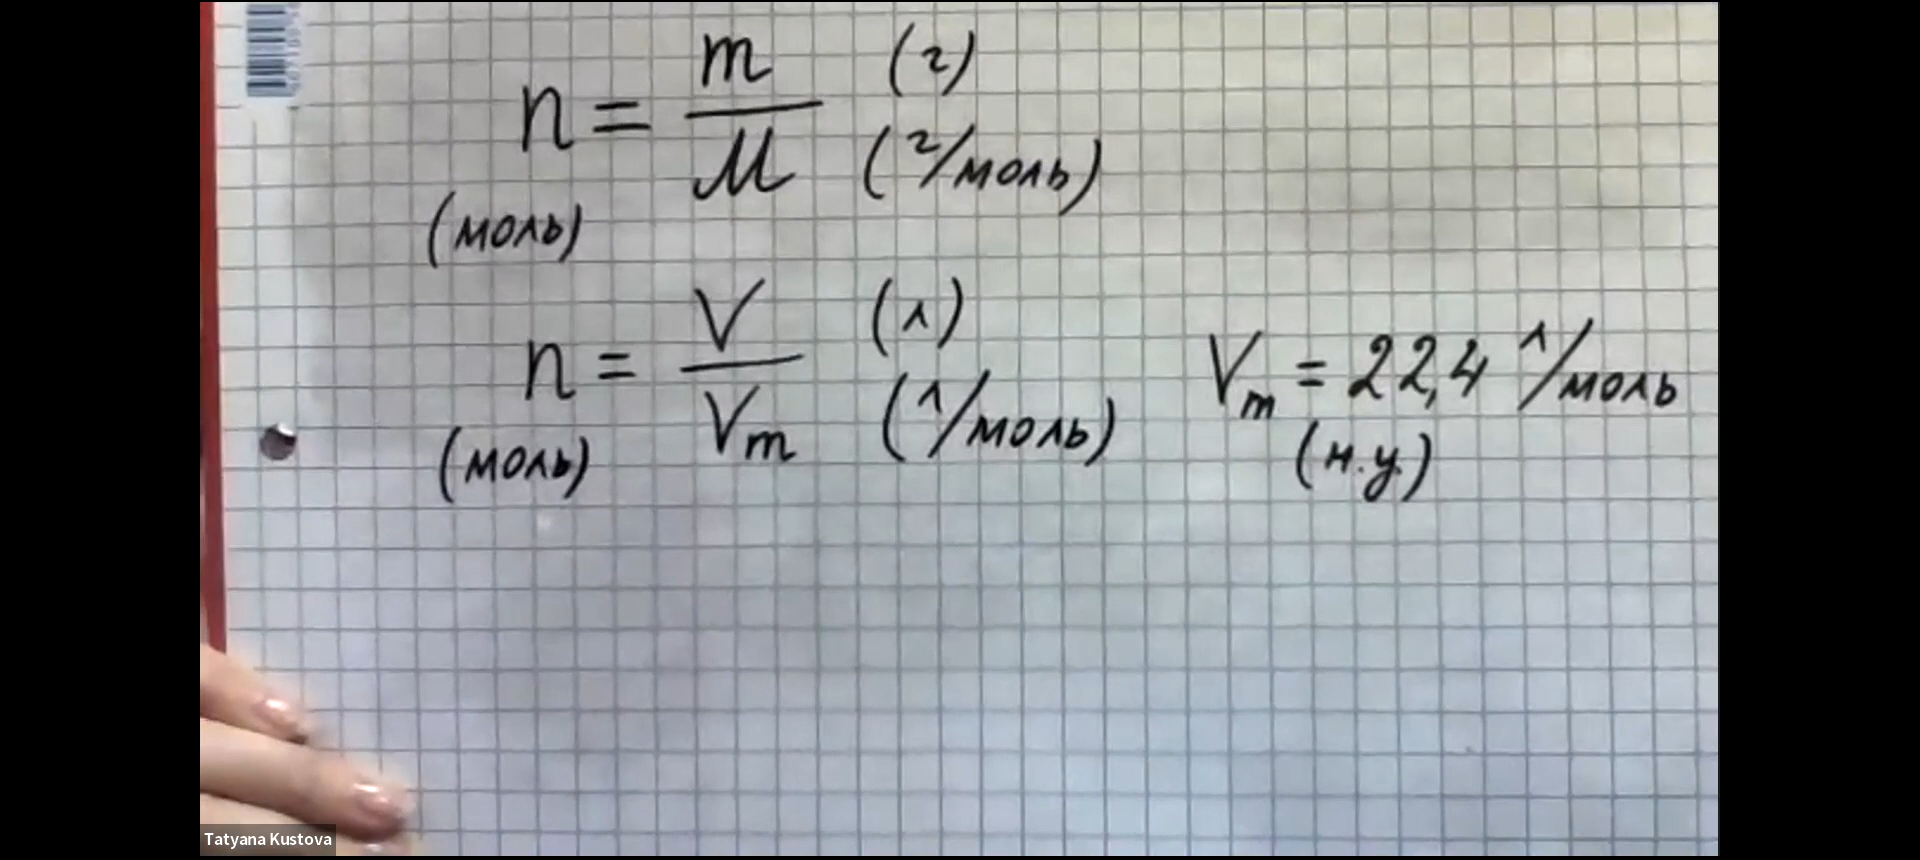 n = m/M (г) (г/моль)
(моль)
n = V/Vm (л) (л/моль) Vm = 22,4 л/моль
(моль) (н.у.)
Tatyana Kustova